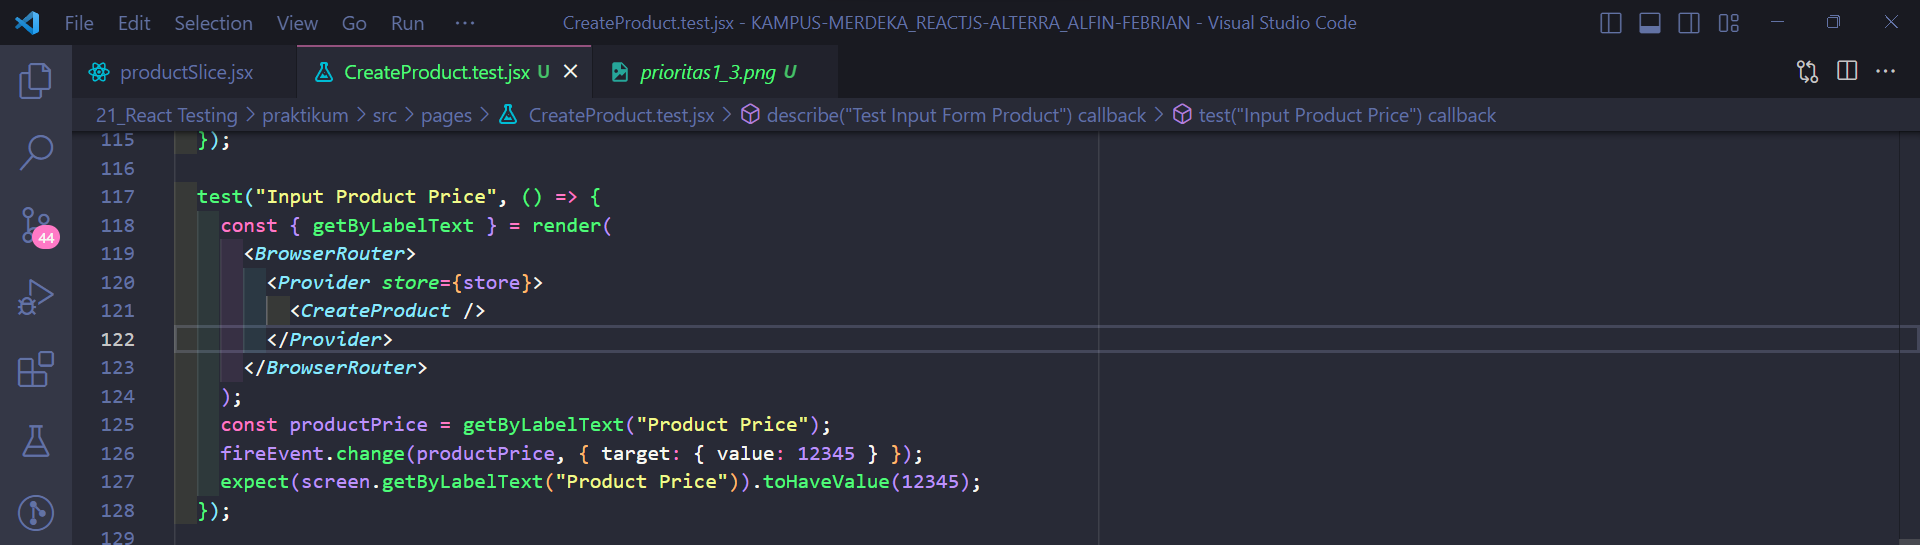 File Edit Selection View Go Run ··· CreateProduct.test.jsx - KAMPUS-MERDEKA_REACTJS-ALTERRA_ALFIN-FEBRIAN - Visual Studio Code
productSlice.jsx CreateProduct.test.jsx U prioritas1_3.png U
21_React Testing > praktikum > src > pages > CreateProduct.test.jsx > describe("Test Input Form Product") callback > test("Input Product Price") callback
115 });
116
117 test("Input Product Price", () => {
118 const { getByLabelText } = render(
119 <BrowserRouter>
120 <Provider store={store}>
121 <CreateProduct />
122 </Provider>
123 </BrowserRouter>
124 );
125 const productPrice = getByLabelText("Product Price");
126 fireEvent.change(productPrice, { target: { value: 12345 } });
127 expect(screen.getByLabelText("Product Price")).toHaveValue(12345);
128 });
129
44